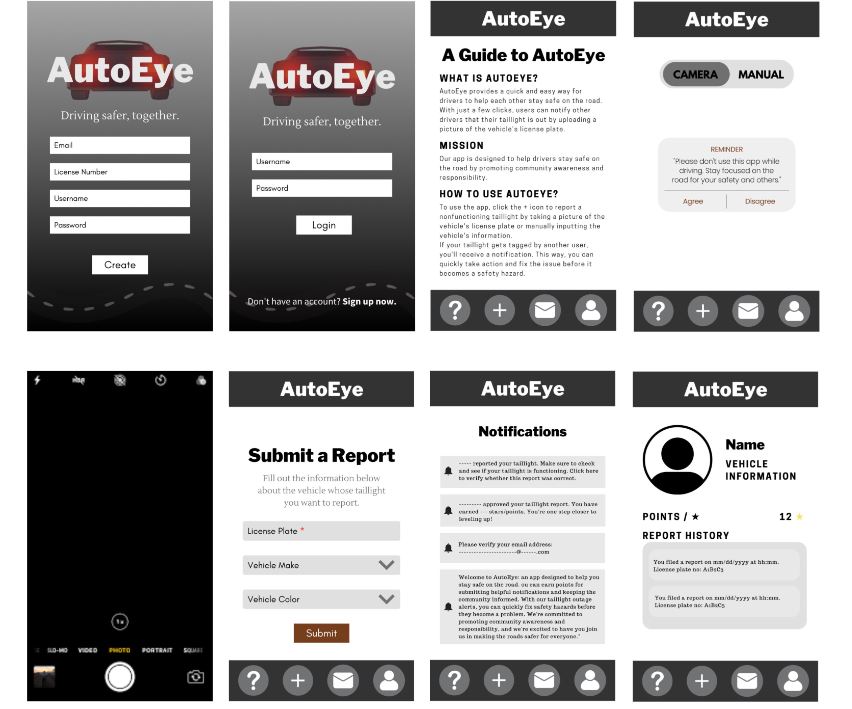 AutoEye
Driving safer, together.
Email
License Number
Username
Password
Create
AutoEye
Driving safer, together.
Username
Password
Login
Don't have an account? Sign up now.
AutoEye
A Guide to AutoEye
WHAT IS AUTOEYE?
AutoEye provides a quick and easy way for
drivers to help each other stay safe on the road.
With just a few clicks, users can notify other
drivers that their taillight is out by uploading a
picture of the vehicle's license plate.
MISSION
Our app is designed to help drivers stay safe on
the road by promoting community awareness and
responsibility.
HOW TO USE AUTOEYE?
To use the app, click the + icon to report a
nonfunctioning taillight by taking a picture of the
vehicle's license plate or manually inputting the
vehicle's information.
If your taillight gets tagged by another user,
you'll receive a notification. This way, you can
quickly take action and fix the issue before it
becomes a safety hazard.
?
+
AutoEye
CAMERA MANUAL
REMINDER
"Please don't use this app while
driving. Stay focused on the
road for your safety and others."
Agree Disagree
?
+
1x
SLO-MO VIDEO PHOTO PORTRAIT SQUARE
AutoEye
Submit a Report
Fill out the information below
about the vehicle whose taillight
you want to report.
License Plate *
Vehicle Make
Vehicle Color
Submit
?
+
AutoEye
Notifications
----- reported your taillight. Make sure to check
and see if your taillight is functioning. Click here
to verify whether this report was correct.
--------- approved your taillight report. You have
earned --- stars/points. You're one step closer to
leveling up!
Please verify your email address:
----------------------@------.com
Welcome to AutoEye: an app designed to help you
stay safe on the road. ou can earn points for
submitting helpful notifications and keeping the
community informed. With our taillight outage
alerts, you can quickly fix safety hazards before
they become a problem. We're committed to
promoting community awareness and
responsibility, and we're excited to have you join
us in making the roads safer for everyone."
?
+
AutoEye
Name
VEHICLE
INFORMATION
POINTS / ★ 12 ★
REPORT HISTORY
You filed a report on mm/dd/yyyy at hh:mm.
License plate no: A1B2C3
You filed a report on mm/dd/yyyy at hh:mm.
License plate no: A1B2C3
?
+